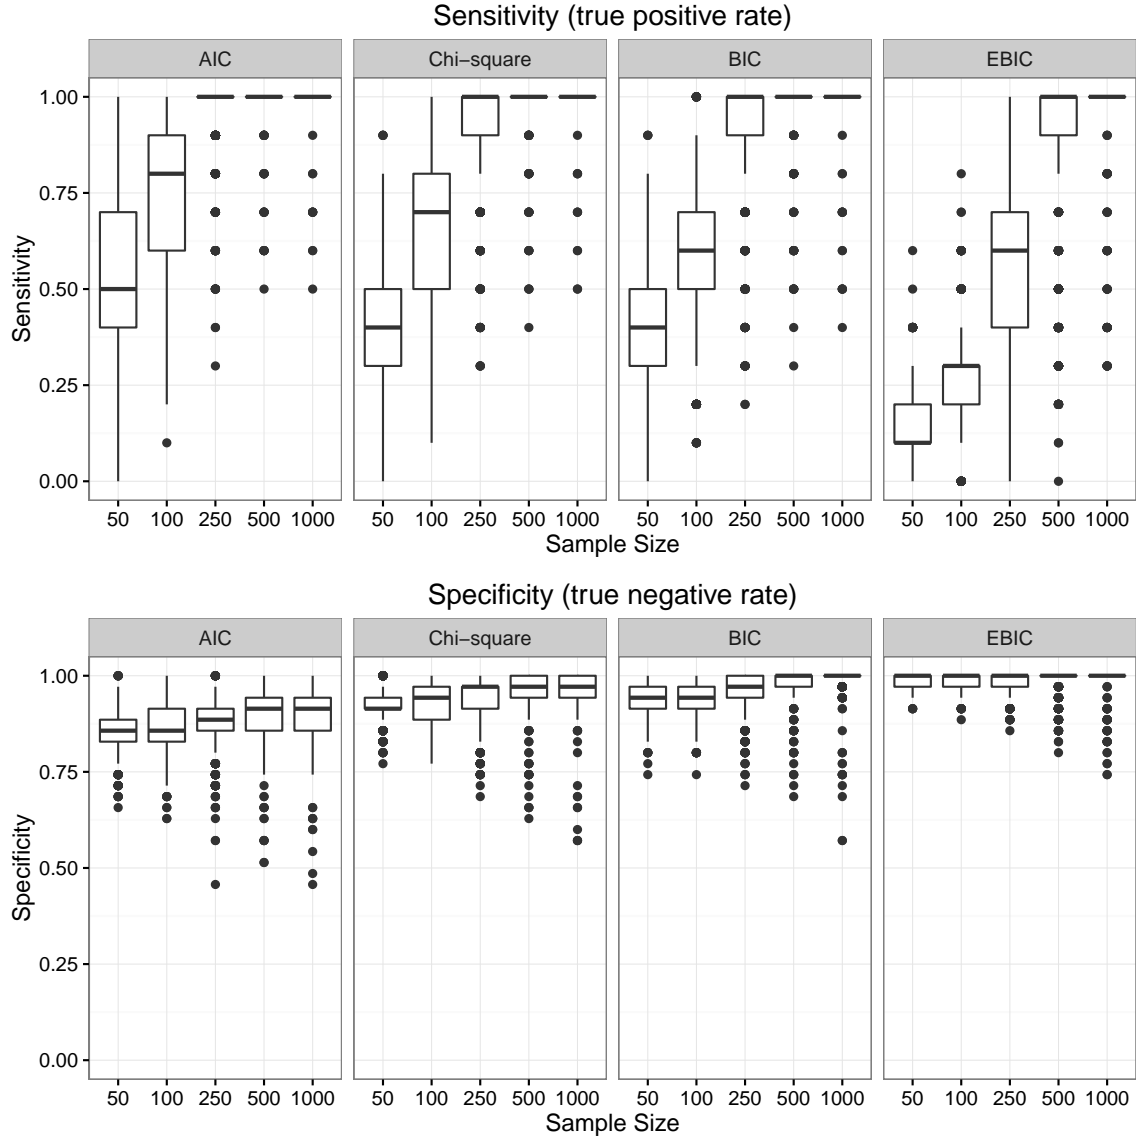 Sensitivity (true positive rate)
AIC Chi−square BIC EBIC
1.00
0.75
0.50
0.25
0.00
Sensitivity
50 100 250 500 1000 50 100 250 500 1000 50 100 250 500 1000 50 100 250 500 1000
Sample Size
Specificity (true negative rate)
AIC Chi−square BIC EBIC
1.00
0.75
0.50
0.25
0.00
Specificity
50 100 250 500 1000 50 100 250 500 1000 50 100 250 500 1000 50 100 250 500 1000
Sample Size